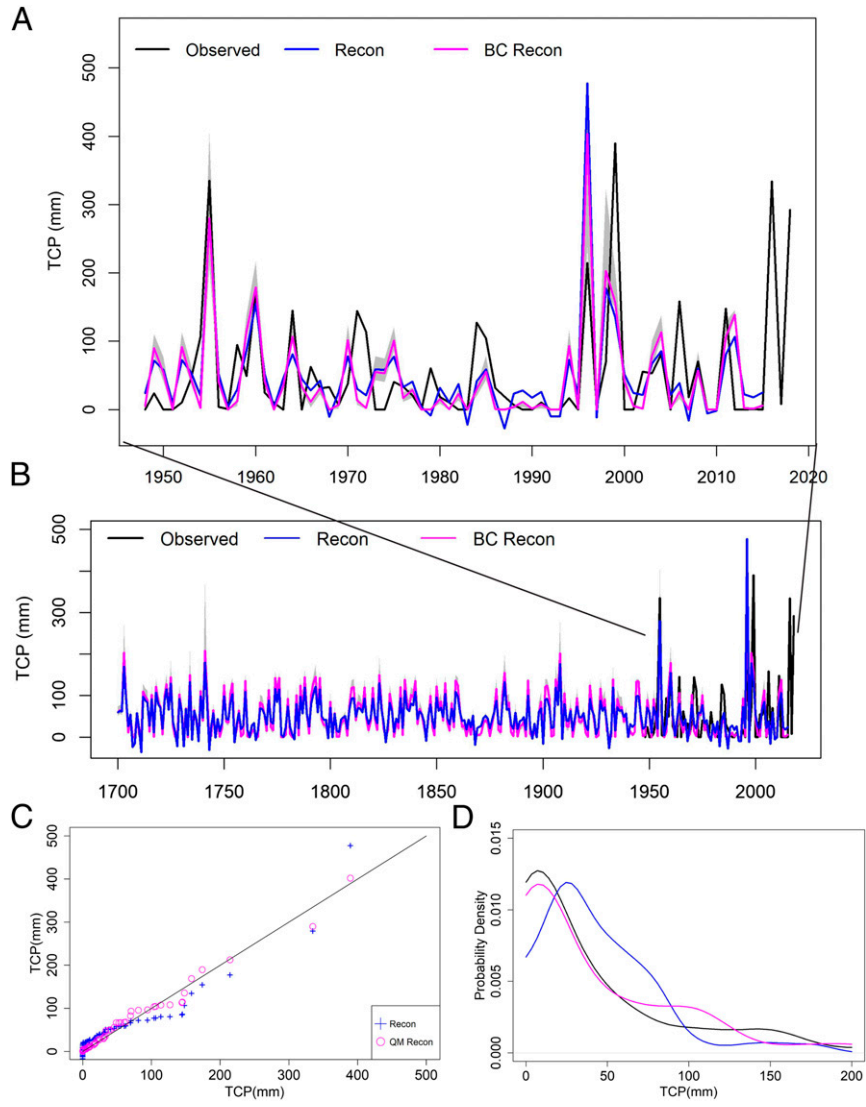 A
Observed Recon BC Recon
TCP (mm)
500
400
300
200
100
0
1950 1960 1970 1980 1990 2000 2010 2020
B
Observed Recon BC Recon
TCP (mm)
500
300
100
0
1700 1750 1800 1850 1900 1950 2000
C
TCP(mm)
500
400
300
200
100
0
Recon
QM Recon
0 100 200 300 400 500
TCP(mm)
D
Probability Density
0.015
0.010
0.005
0.000
0 50 100 150 200
TCP(mm)